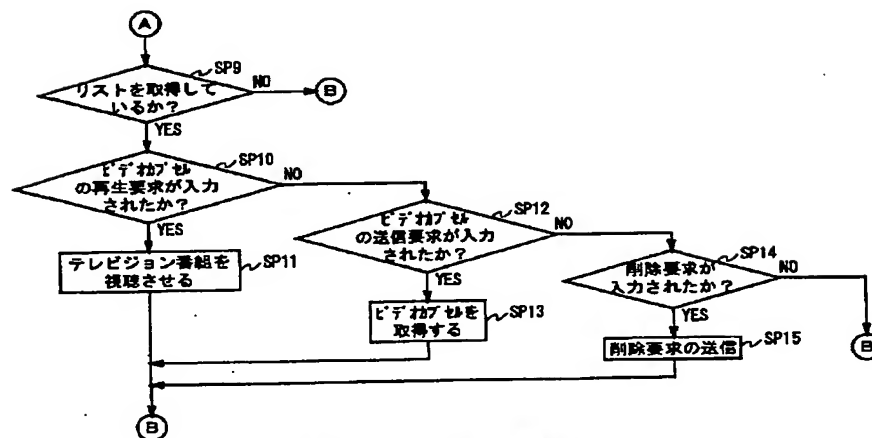 A
SP9
リストを取得して
いるか?
NO
B
YES
SP10
ビデオカプセル
の再生要求が入力
されたか?
NO
YES
SP11
テレビジョン番組を
視聴させる
SP12
ビデオカプセル
の送信要求が入力
されたか?
NO
YES
SP13
ビデオカプセルを
取得する
SP14
削除要求が
入力されたか?
NO
YES
SP15
削除要求の送信
B
B